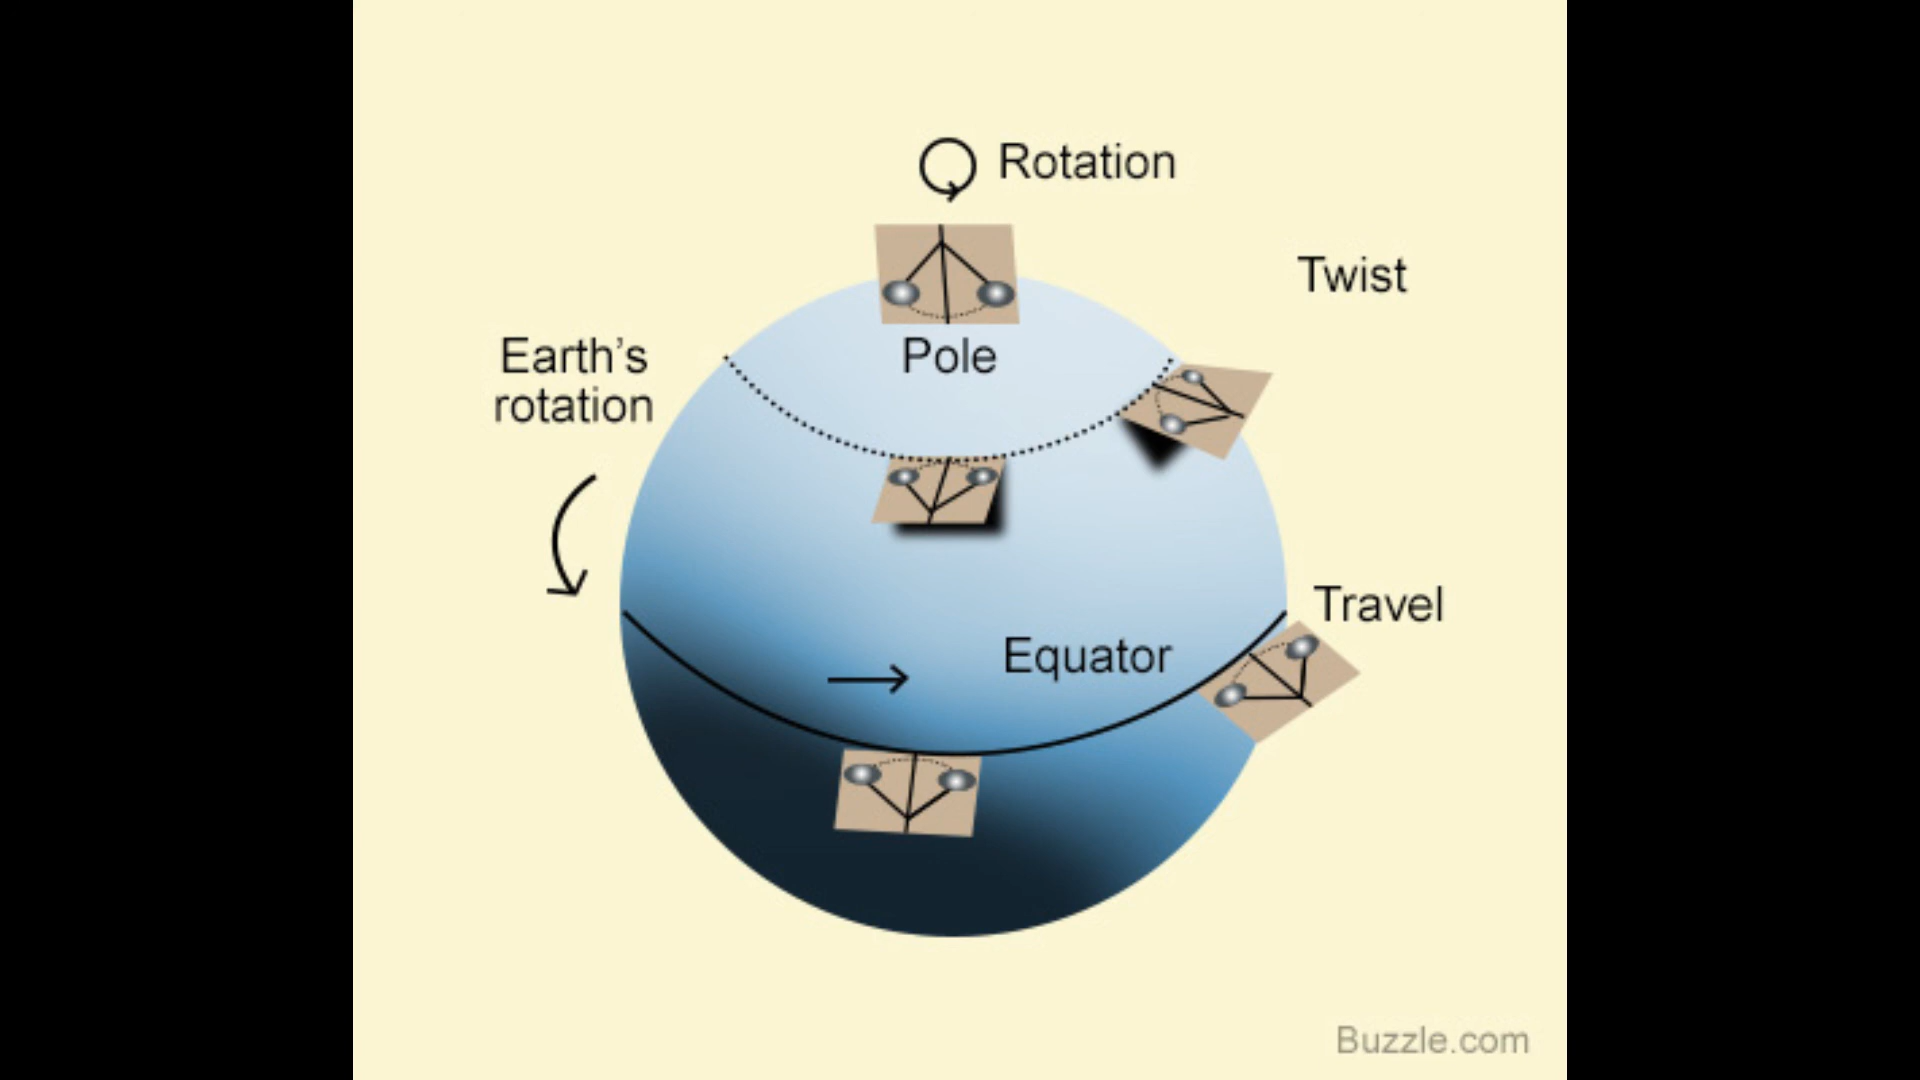 Rotation
Twist
Earth's
rotation
Pole
Travel
Equator
Buzzle.com